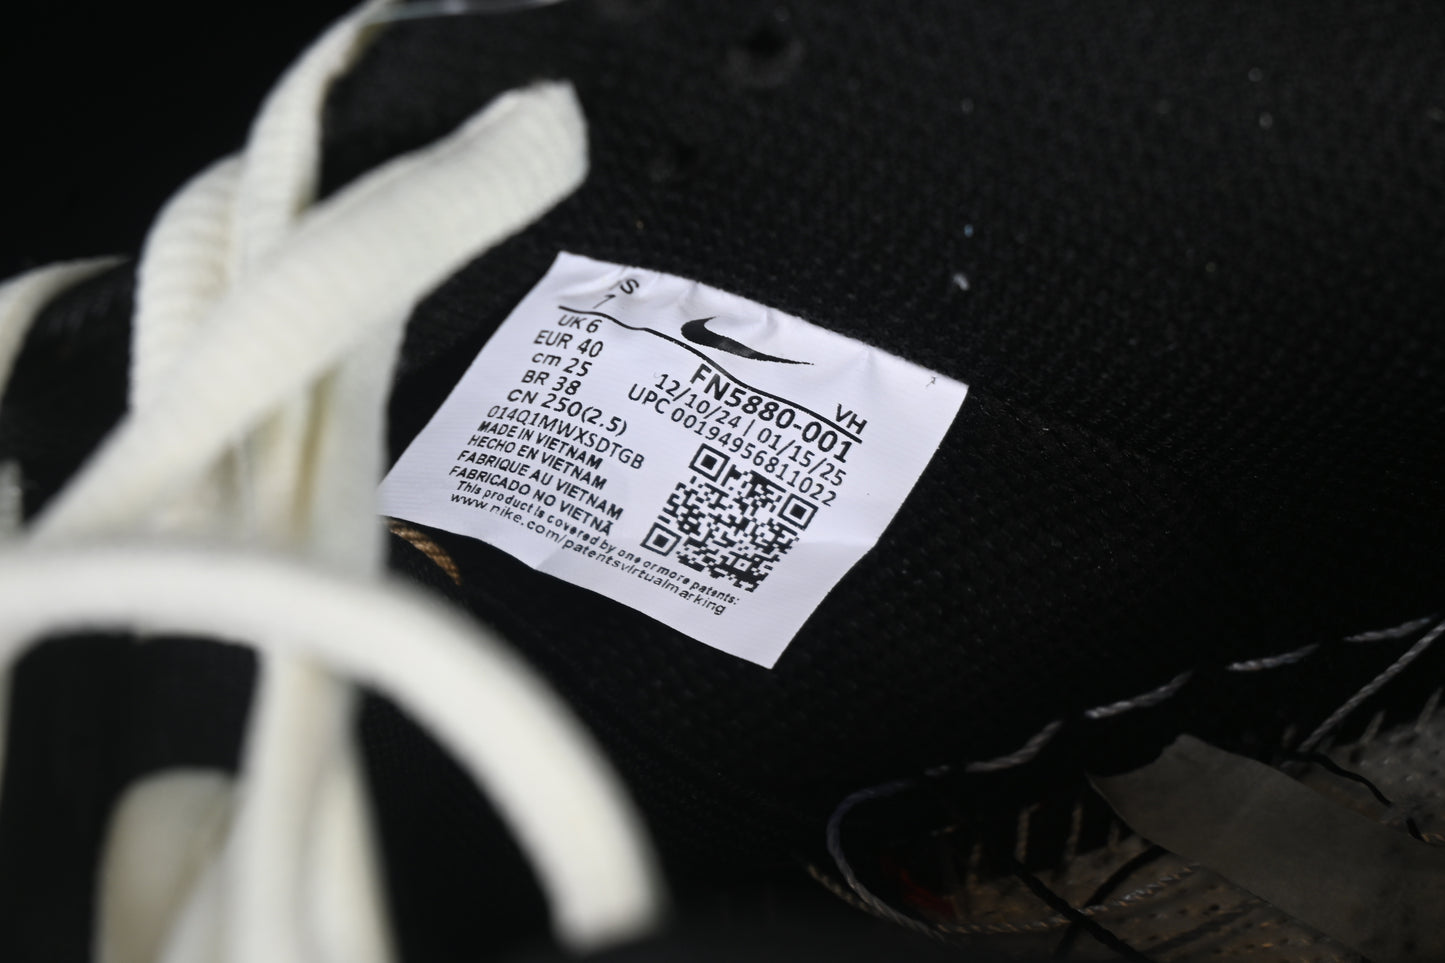 S
7
UK 6
EUR 40
cm 25
BR 38
CN 250(2.5)
014Q1MWXSDTGB
MADE IN VIETNAM
HECHO EN VIETNAM
FABRIQUE AU VIETNAM
FABRICADO NO VIETNÃ
This product is covered by one or more patents:
www.nike.com/patentsvirtualmarking
VH
FN5880-001
12/10/24 | 01/15/25
UPC 00194956811022